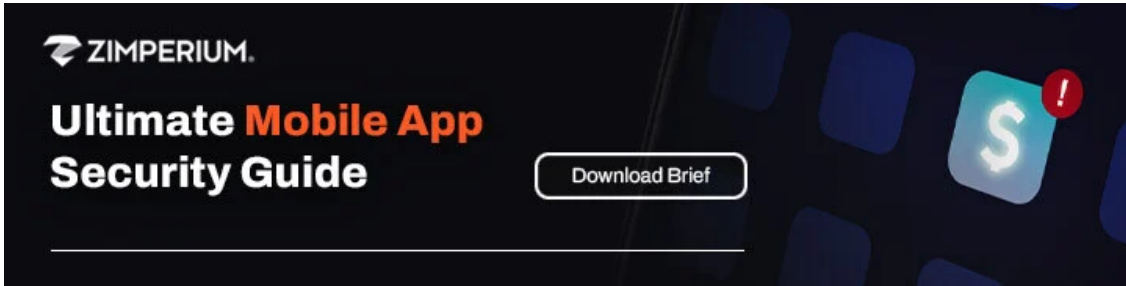 ZIMPERIUM.
Ultimate Mobile App
Security Guide
Download Brief
$
!